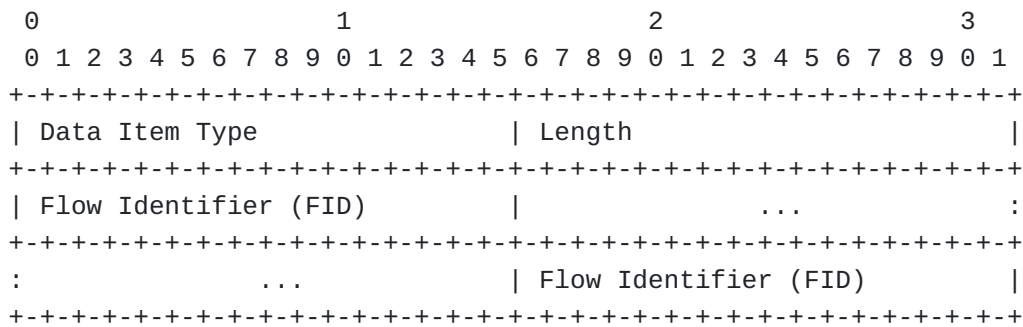 0                   1                   2                   3
 0 1 2 3 4 5 6 7 8 9 0 1 2 3 4 5 6 7 8 9 0 1 2 3 4 5 6 7 8 9 0 1
+-+-+-+-+-+-+-+-+-+-+-+-+-+-+-+-+-+-+-+-+-+-+-+-+-+-+-+-+-+-+-+-+
| Data Item Type                | Length                        |
+-+-+-+-+-+-+-+-+-+-+-+-+-+-+-+-+-+-+-+-+-+-+-+-+-+-+-+-+-+-+-+-+
| Flow Identifier (FID)         |               ...             :
+-+-+-+-+-+-+-+-+-+-+-+-+-+-+-+-+-+-+-+-+-+-+-+-+-+-+-+-+-+-+-+-+
:               ...             | Flow Identifier (FID)         |
+-+-+-+-+-+-+-+-+-+-+-+-+-+-+-+-+-+-+-+-+-+-+-+-+-+-+-+-+-+-+-+-+